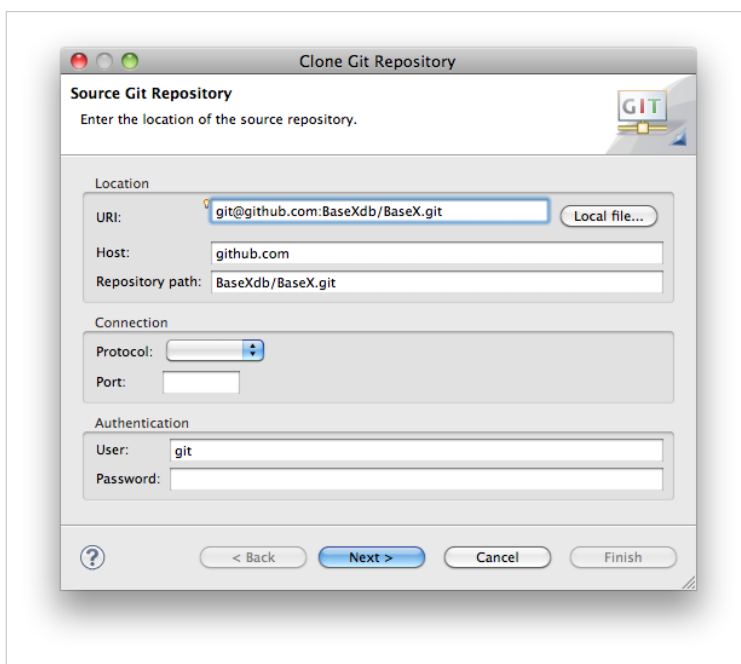 Clone Git Repository
Source Git Repository
Enter the location of the source repository.
GIT
Location
URI: git@github.com:BaseXdb/BaseX.git Local file...
Host: github.com
Repository path: BaseXdb/BaseX.git
Connection
Protocol:
Port:
Authentication
User: git
Password:
? < Back Next > Cancel Finish